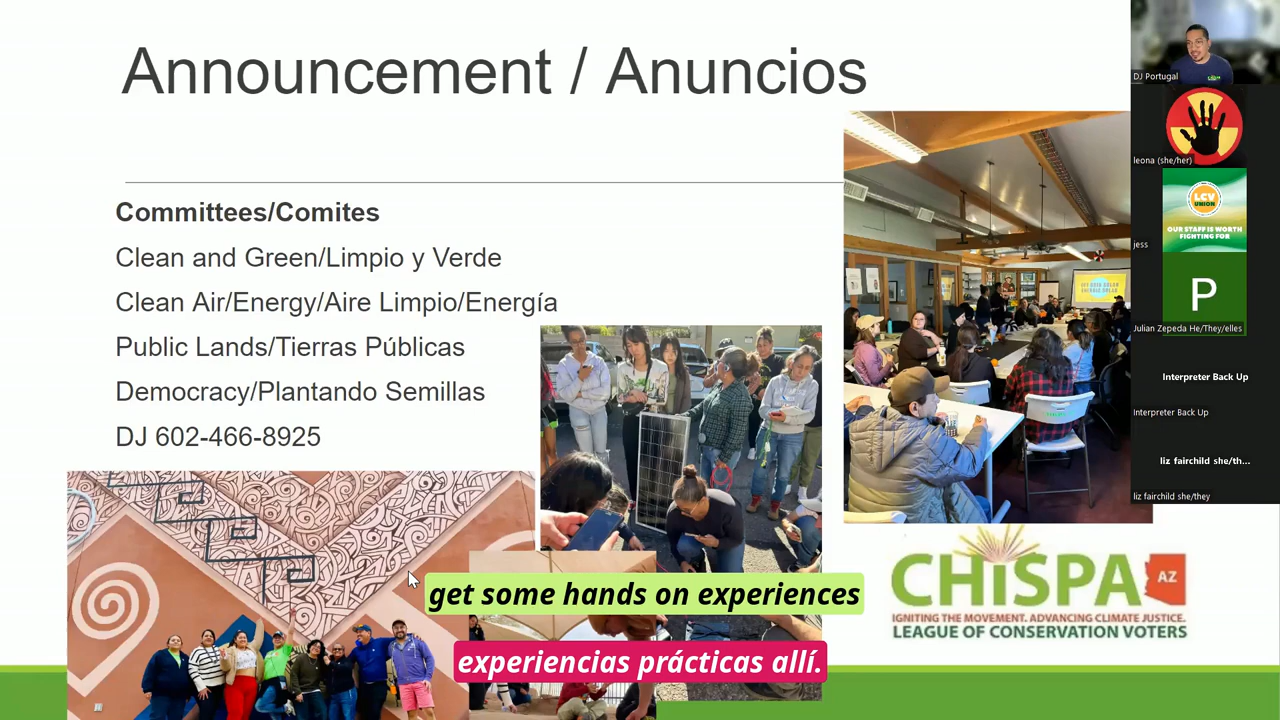 Announcement / Anuncios
Committees/Comites
Clean and Green/Limpio y Verde
Clean Air/Energy/Aire Limpio/Energía
Public Lands/Tierras Públicas
Democracy/Plantando Semillas
DJ 602-466-8925
get some hands on experiences
experiencias prácticas allí.
CHiSPA
AZ
IGNITING THE MOVEMENT. ADVANCING CLIMATE JUSTICE.
LEAGUE OF CONSERVATION VOTERS
DJ Portugal
leona (she/her)
LCV
UNION
OUR STAFF IS WORTH
FIGHTING FOR
jess
P
Julian Zepeda He/They/elles
Interpreter Back Up
Interpreter Back Up
liz fairchild she/th...
liz fairchild she/they